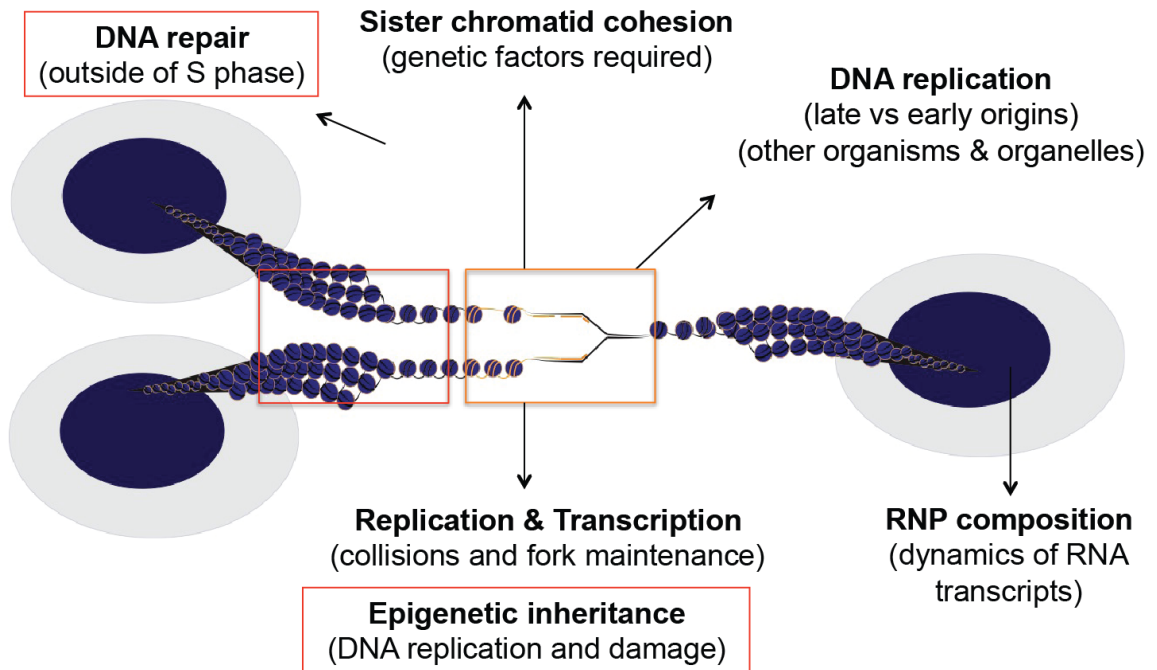 DNA repair
(outside of S phase)
Sister chromatid cohesion
(genetic factors required)
DNA replication
(late vs early origins)
(other organisms & organelles)
Replication & Transcription
(collisions and fork maintenance)
Epigenetic inheritance
(DNA replication and damage)
RNP composition
(dynamics of RNA
transcripts)